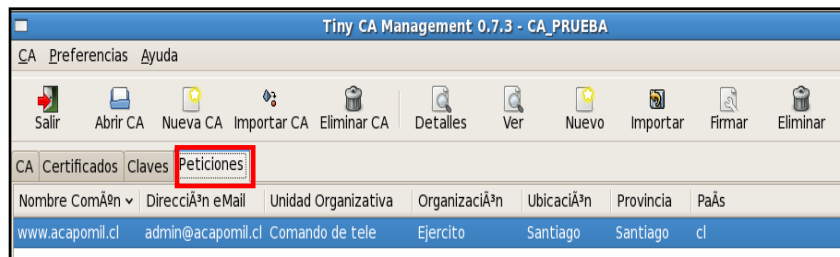 Tiny CA Management 0.7.3 - CA_PRUEBA
CA Preferencias Ayuda
Salir Abrir CA Nueva CA Importar CA Eliminar CA Detalles Ver Nuevo Importar Firmar Eliminar
CA Certificados Claves Peticiones
Nombre ComÃºn DirecciÃ³n eMail Unidad Organizativa OrganizaciÃ³n UbicaciÃ³n Provincia PaÃ­s
www.acapomil.cl admin@acapomil.cl Comando de tele Ejercito Santiago Santiago cl